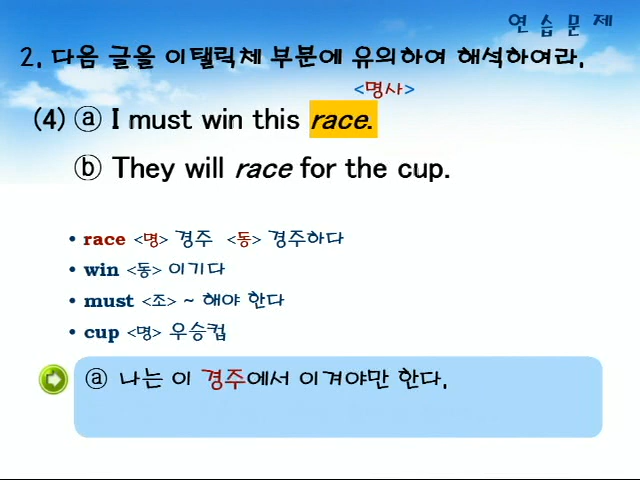 연 습 문 제
2. 다음 글을 이탤릭체 부분에 유의하여 해석하여라.
<명사>
(4) ⓐ I must win this race.
ⓑ They will race for the cup.
• race <명> 경주 <동> 경주하다
• win <동> 이기다
• must <조> ~ 해야 한다
• cup <명> 우승컵
ⓐ 나는 이 경주에서 이겨야만 한다.